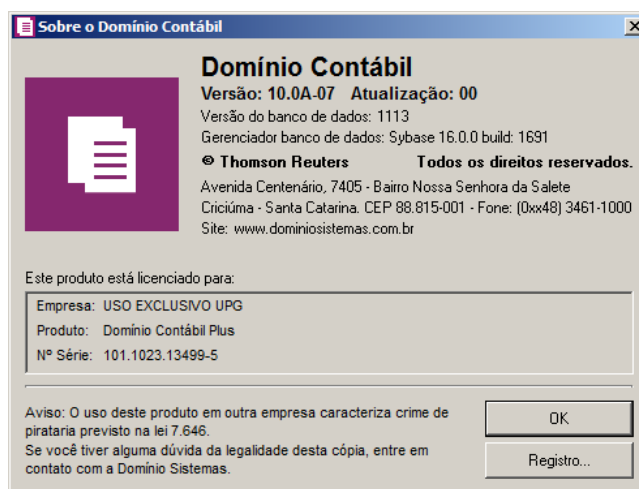 Sobre o Domínio Contábil
Domínio Contábil
Versão: 10.0A-07 Atualização: 00
Versão do banco de dados: 1113
Gerenciador banco de dados: Sybase 16.0.0 build: 1691
© Thomson Reuters Todos os direitos reservados.
Avenida Centenário, 7405 - Bairro Nossa Senhora da Salete
Criciúma - Santa Catarina. CEP 88.815-001 - Fone: (0xx48) 3461-1000
Site: www.dominiosistemas.com.br
Este produto está licenciado para:
Empresa: USO EXCLUSIVO UPG
Produto: Domínio Contábil Plus
Nº Série: 101.1023.13499-5
Aviso: O uso deste produto em outra empresa caracteriza crime de
pirataria previsto na lei 7.646.
Se você tiver alguma dúvida da legalidade desta cópia, entre em
contato com a Domínio Sistemas.
OK
Registro...